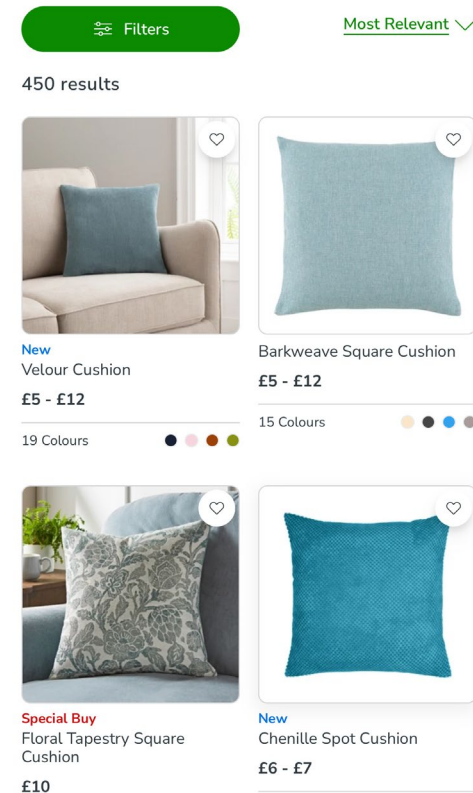 Filters
Most Relevant
450 results
New
Velour Cushion
£5 - £12
19 Colours
Barkweave Square Cushion
£5 - £12
15 Colours
Special Buy
Floral Tapestry Square
Cushion
£10
New
Chenille Spot Cushion
£6 - £7